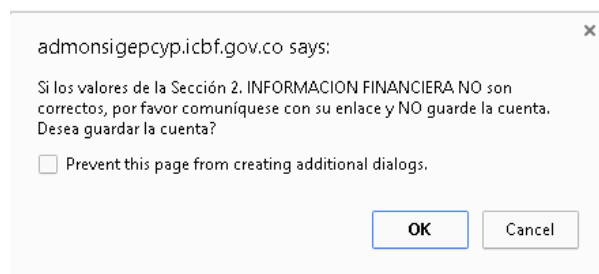 admonsigepcyp.icbf.gov.co says:
Si los valores de la Sección 2. INFORMACION FINANCIERA NO son
correctos, por favor comuníquese con su enlace y NO guarde la cuenta.
Desea guardar la cuenta?
Prevent this page from creating additional dialogs.
OK Cancel